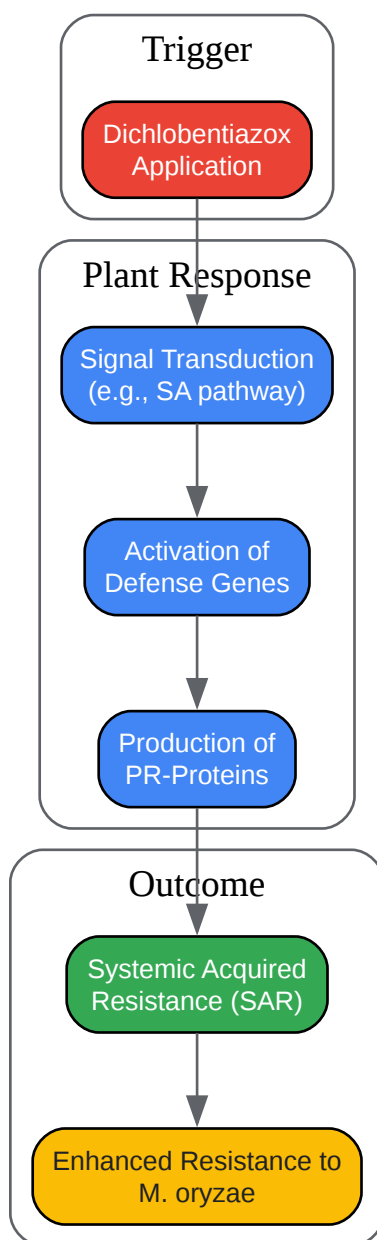 Trigger
Dichlobentiazox
Application
Plant Response
Signal Transduction
(e.g., SA pathway)
Activation of
Defense Genes
Production of
PR-Proteins
Outcome
Systemic Acquired
Resistance (SAR)
Enhanced Resistance to
M. oryzae